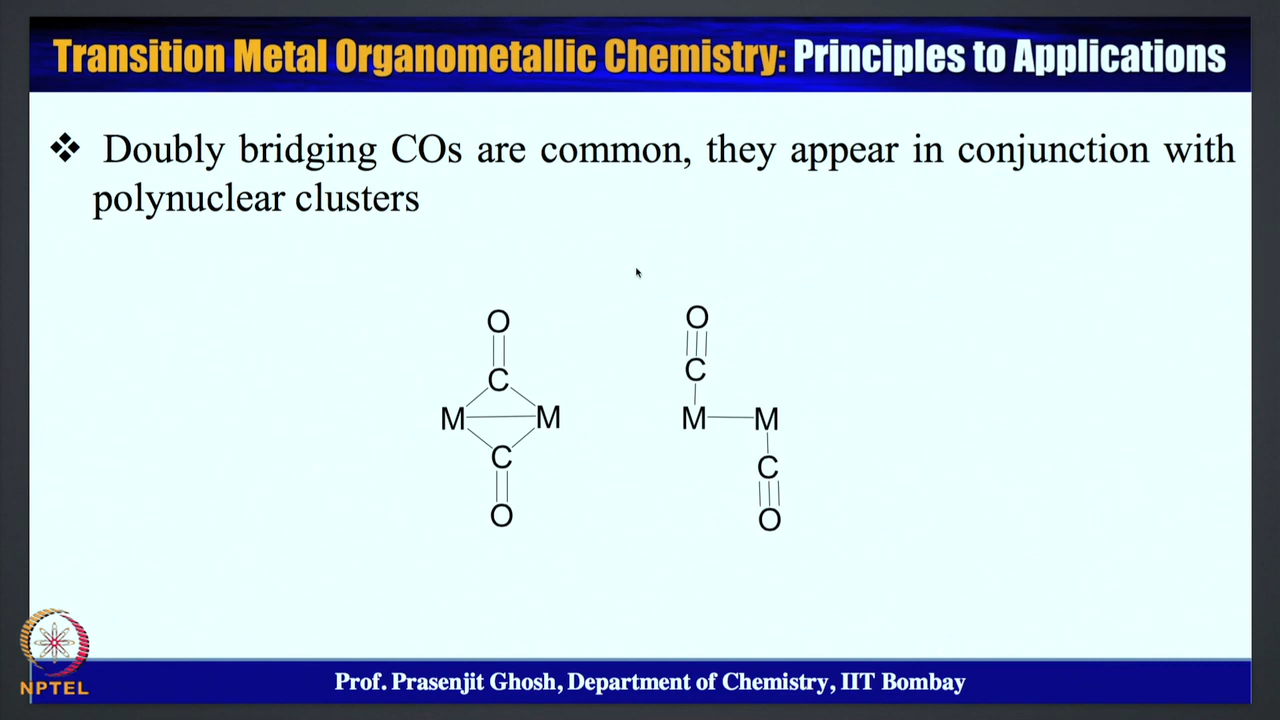 Transition Metal Organometallic Chemistry: Principles to Applications
❖ Doubly bridging COs are common, they appear in conjunction with
polynuclear clusters
O O
C C
M M M M
C C
O O
NPTEL
Prof. Prasenjit Ghosh, Department of Chemistry, IIT Bombay